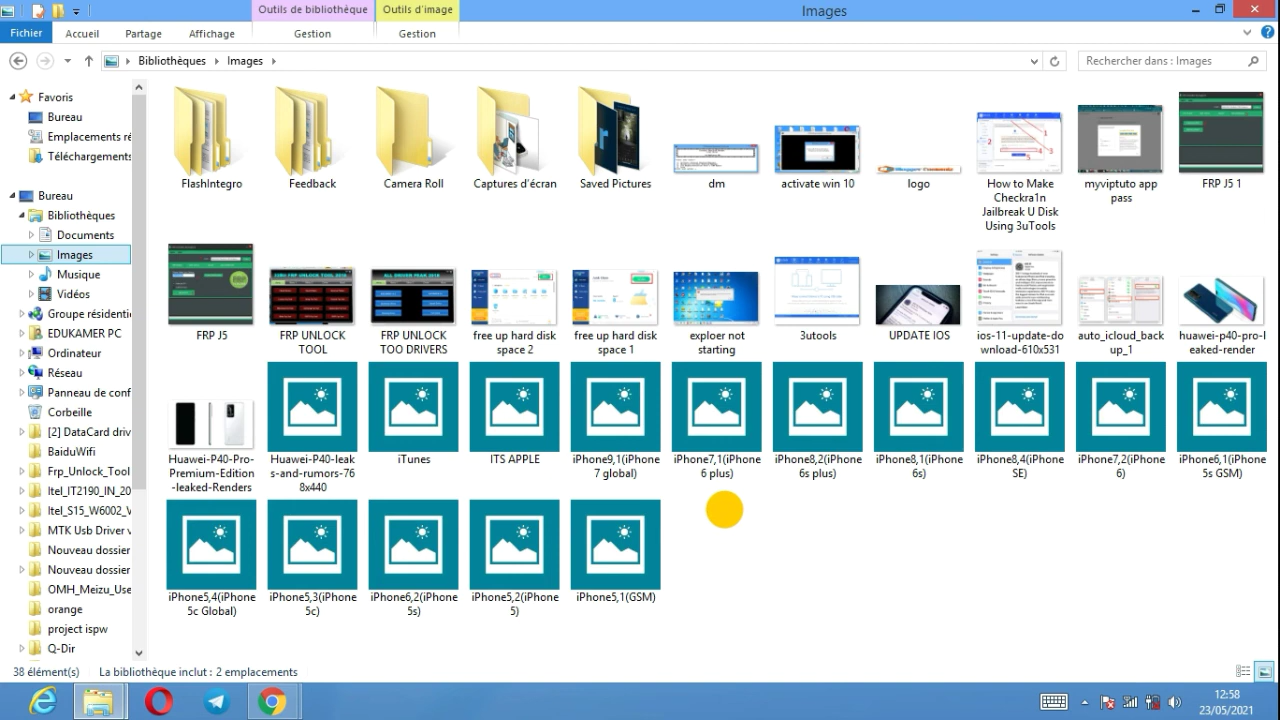 Outils de bibliothèque
Outils d'image
Images
Fichier
Accueil
Partage
Affichage
Gestion
Gestion
Bibliothèques
Images
Rechercher dans : Images
Favoris
Bureau
Emplacements ré
Téléchargements
Bureau
Bibliothèques
Documents
Images
Musique
Vidéos
Groupe résidenti
EDUKAMER PC
Ordinateur
Réseau
Panneau de conf
Corbeille
[2] DataCard driv
BaiduWifi
Frp_Unlock_Tool
Itel_IT2190_IN_20
Itel_S15_W6002_V
MTK Usb Driver v
Nouveau dossier
Nouveau dossier
OMH_Meizu_Use
orange
project ispw
Q-Dir
FlashIntegro
Feedback
Camera Roll
Captures d'écran
Saved Pictures
dm
activate win 10
logo
How to Make
Checkra1n
Jailbreak U Disk
Using 3uTools
myviptuto app
pass
FRP J5 1
FRP J5
FRP UNLOCK
TOOL
FRP UNLOCK
TOO DRIVERS
free up hard disk
space 2
free up hard disk
space 1
exploer not
starting
3utools
UPDATE IOS
ios-11-update-do
wnload-610x531
auto_icloud_back
up_1
huawei-p40-pro-l
eaked-render
Huawei-P40-Pro-
Premium-Edition
-leaked-Renders
Huawei-P40-leak
s-and-rumors-76
8x440
iTunes
ITS APPLE
iPhone9,1(iPhone
7 global)
iPhone7,1(iPhone
6 plus)
iPhone8,2(iPhone
6s plus)
iPhone8,1(iPhone
6s)
iPhone8,4(iPhone
SE)
iPhone7,2(iPhone
6)
iPhone6,1(iPhone
5s GSM)
iPhone5,4(iPhone
5c Global)
iPhone5,3(iPhone
5c)
iPhone6,2(iPhone
5s)
iPhone5,2(iPhone
5)
iPhone5,1(GSM)
38 élément(s)
La bibliothèque inclut : 2 emplacements
12:58
23/05/2021